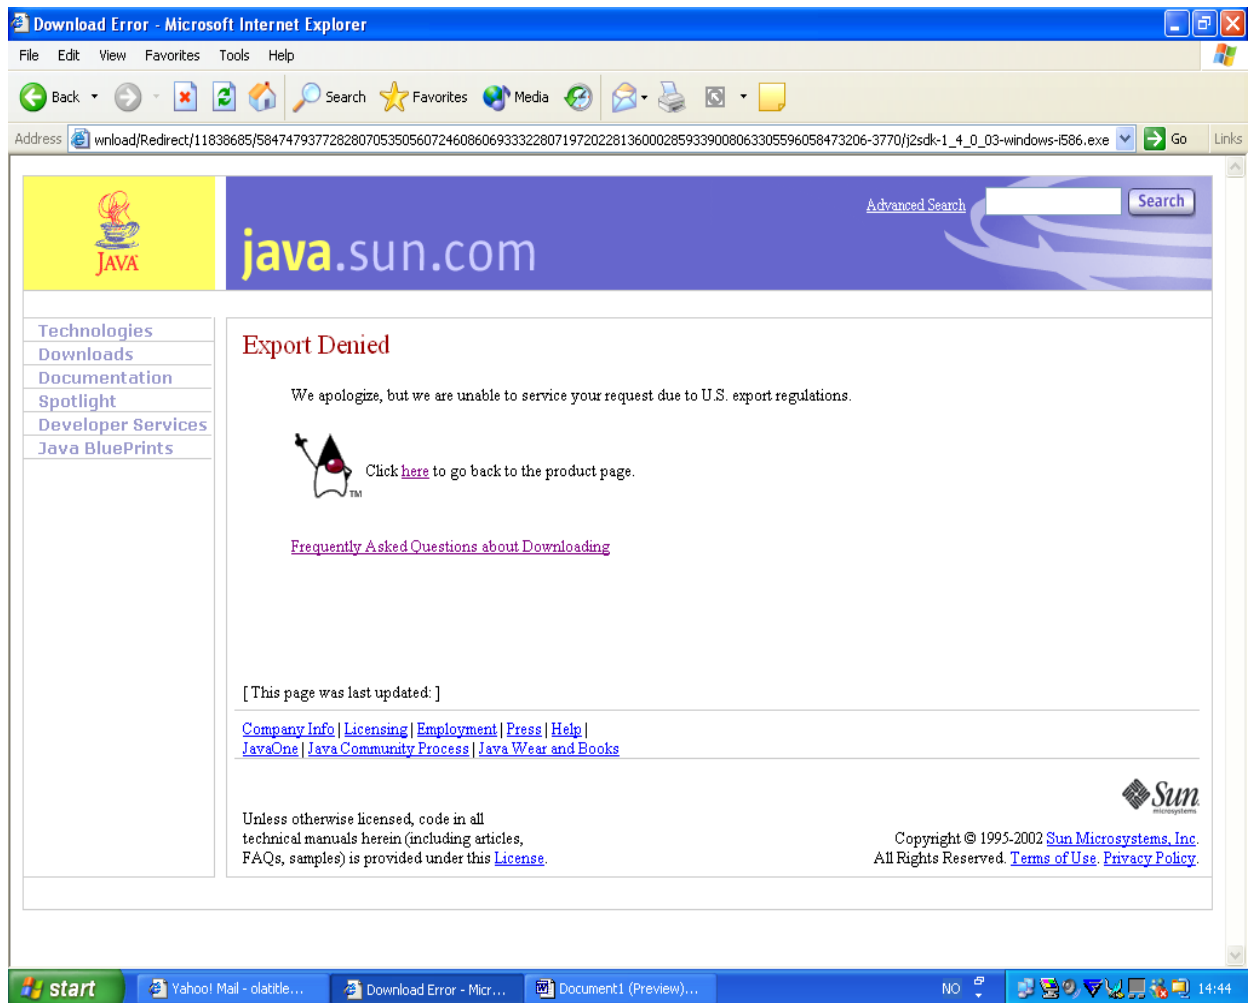 Download Error - Microsoft Internet Explorer
File Edit View Favorites Tools Help
Back Search Favorites Media
Address wnload/Redirect/11838685/5847479377282807053505607246086069333228071972022813600028593390080633055960584732​06-3770/j2sdk-1_4_0_03-windows-i586.exe Go Links
JAVA
java.sun.com
Advanced Search Search
Technologies
Downloads
Documentation
Spotlight
Developer Services
Java BluePrints
Export Denied
We apologize, but we are unable to service your request due to U.S. export regulations.
TM
Click here to go back to the product page.
Frequently Asked Questions about Downloading
[ This page was last updated: ]
Company Info | Licensing | Employment | Press | Help |
JavaOne | Java Community Process | Java Wear and Books
Sun
microsystems
Unless otherwise licensed, code in all
technical manuals herein (including articles,
FAQs, samples) is provided under this License.
Copyright © 1995-2002 Sun Microsystems, Inc.
All Rights Reserved. Terms of Use. Privacy Policy.
start Yahoo! Mail - olatitle... Download Error - Micr... Document1 (Preview)... NO 14:44